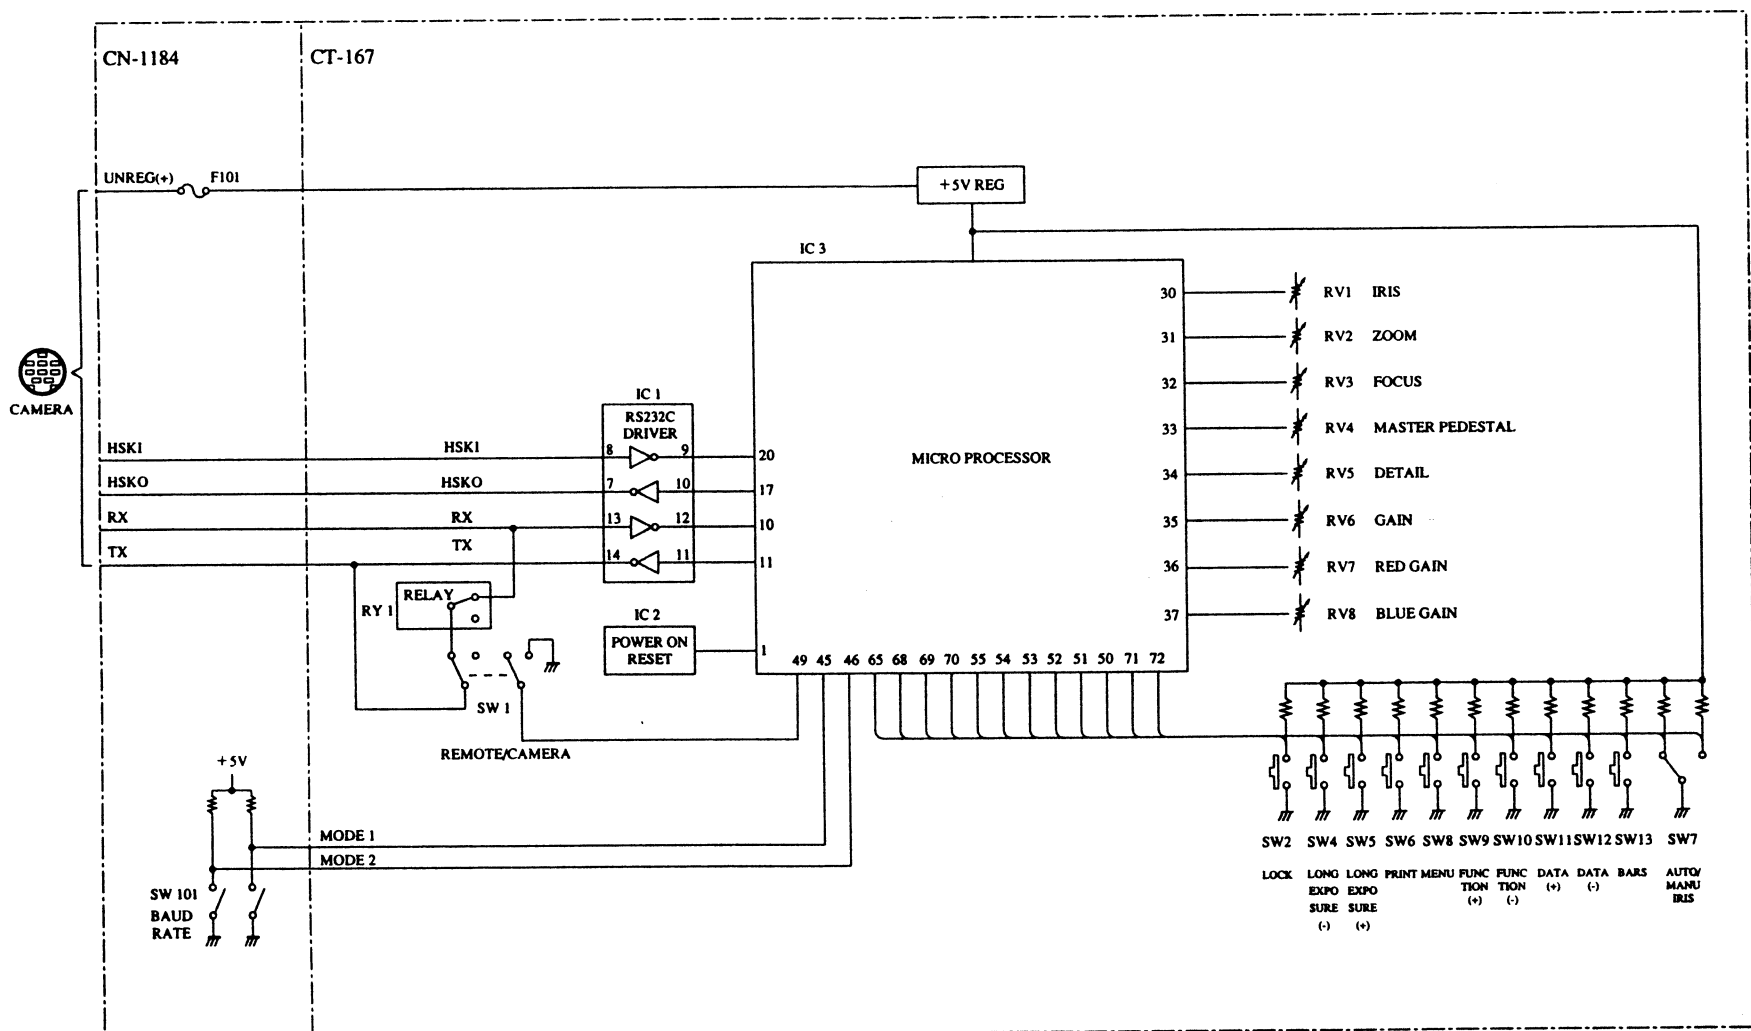 CN-1184
CT-167
UNREG(+)
F101
+5V REG
IC 3
30 RV1 IRIS
31 RV2 ZOOM
32 RV3 FOCUS
33 RV4 MASTER PEDESTAL
34 RV5 DETAIL
35 RV6 GAIN
36 RV7 RED GAIN
37 RV8 BLUE GAIN
MICRO PROCESSOR
CAMERA
IC 1
RS232C
DRIVER
HSKI HSKI 8 9 20
HSKO HSKO 7 10 17
RX RX 13 12 10
TX TX 14 11 11
RELAY
RY 1
IC 2
POWER ON
RESET
1
49 45 46 65 68 69 70 55 54 53 52 51 50 71 72
SW 1
REMOTE/CAMERA
+5V
MODE 1
MODE 2
SW 101
BAUD
RATE
SW2 SW4 SW5 SW6 SW8 SW9 SW10 SW11 SW12 SW13 SW7
LOCK
LONG
EXPO
SURE
(-)
LONG
EXPO
SURE
(+)
PRINT
MENU
FUNC
TION
(+)
FUNC
TION
(-)
DATA
(+)
DATA
(-)
BARS
AUTO/
MANU
IRIS